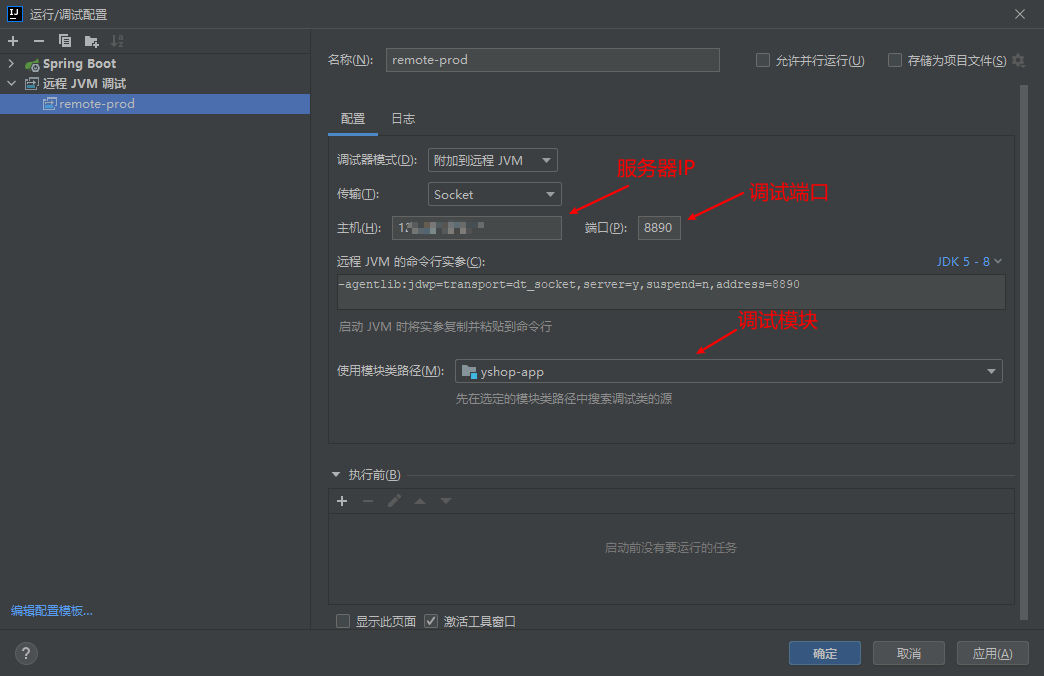 运行/调试配置
Spring Boot
远程 JVM 调试
remote-prod
编辑配置模板...
名称(N):
remote-prod
允许并行运行(U)
存储为项目文件(S)
配置
日志
调试器模式(D):
附加到远程 JVM
服务器IP
调试端口
传输(T):
Socket
主机(H):
端口(P):
8890
远程 JVM 的命令行实参(C):
JDK 5 - 8
-agentlib:jdwp=transport=dt_socket,server=y,suspend=n,address=8890
启动 JVM 时将实参复制并粘贴到命令行
调试模块
使用模块类路径(M):
yshop-app
先在选定的模块类路径中搜索调试类的源
执行前(B)
启动前没有要运行的任务
显示此页面
激活工具窗口
?
确定
取消
应用(A)